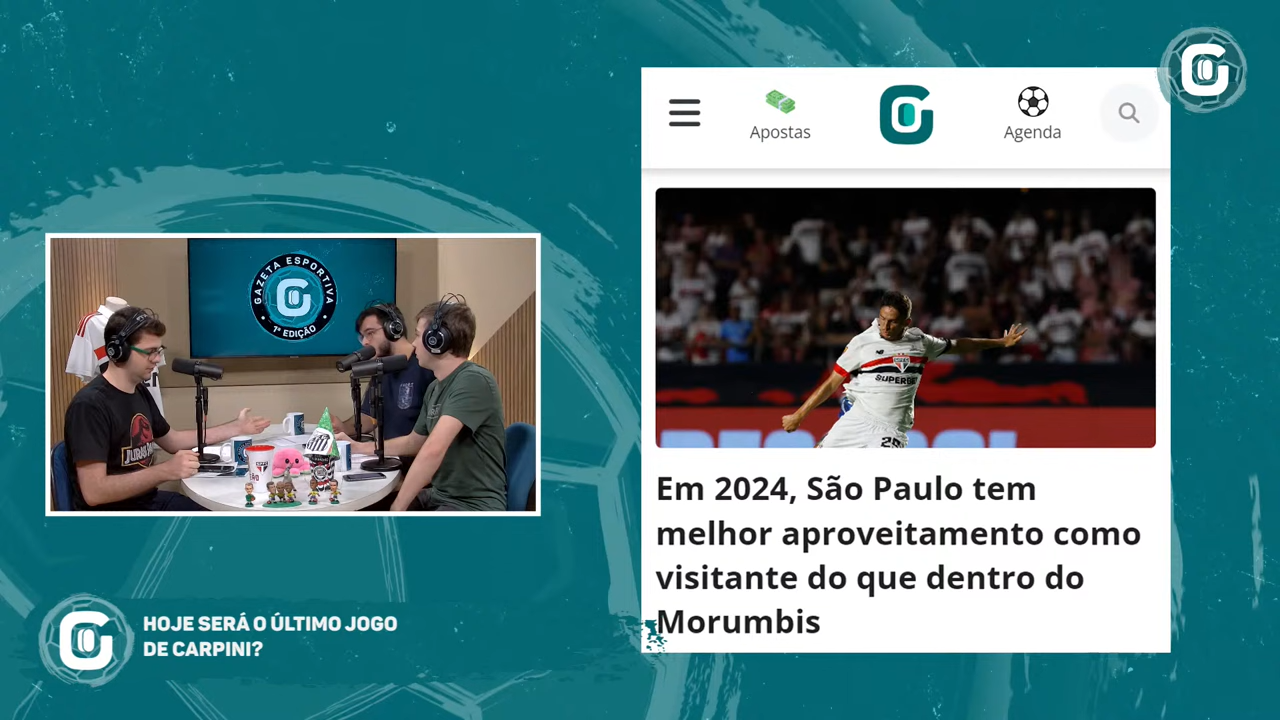 Apostas
Agenda
GAZETA ESPORTIVA
1ª EDIÇÃO
SUPERBET
Em 2024, São Paulo tem
melhor aproveitamento como
visitante do que dentro do
Morumbis
HOJE SERÁ O ÚLTIMO JOGO
DE CARPINI?